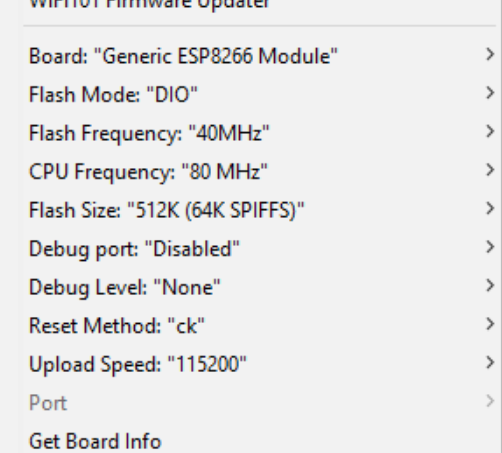 WiFi101 Firmware Updater
Board: "Generic ESP8266 Module"
Flash Mode: "DIO"
Flash Frequency: "40MHz"
CPU Frequency: "80 MHz"
Flash Size: "512K (64K SPIFFS)"
Debug port: "Disabled"
Debug Level: "None"
Reset Method: "ck"
Upload Speed: "115200"
Port
Get Board Info